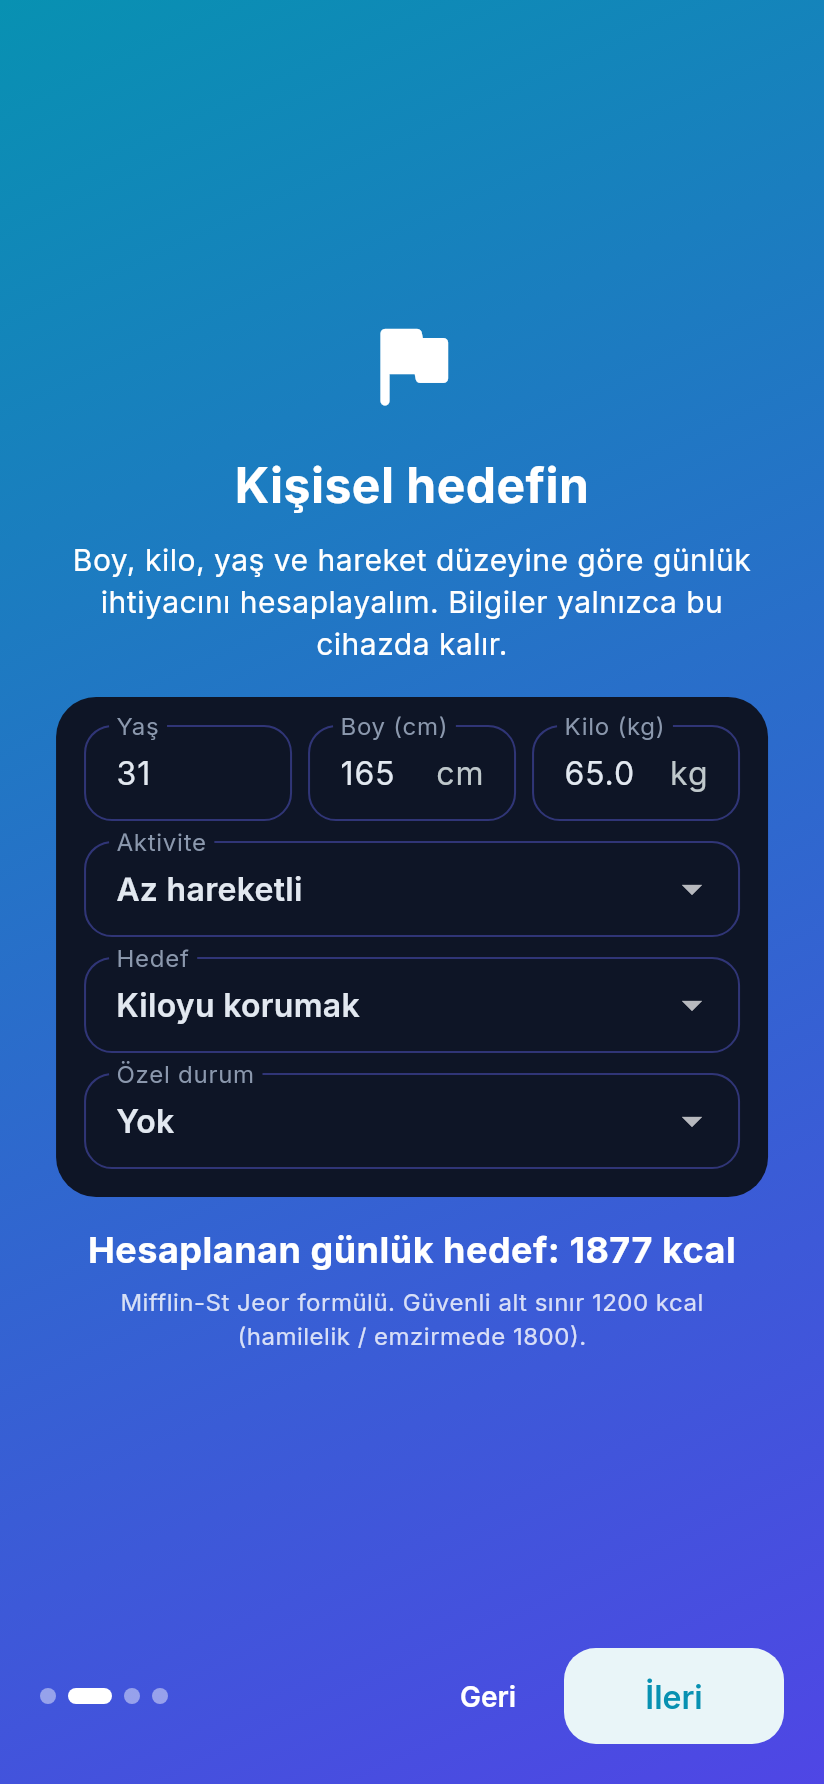 Kişisel hedefin
Boy, kilo, yaş ve hareket düzeyine göre günlük
ihtiyacını hesaplayalım. Bilgiler yalnızca bu
cihazda kalır.
Yaş
31
Boy (cm)
165 cm
Kilo (kg)
65.0 kg
Aktivite
Az hareketli
Hedef
Kiloyu korumak
Özel durum
Yok
Hesaplanan günlük hedef: 1877 kcal
Mifflin-St Jeor formülü. Güvenli alt sınır 1200 kcal
(hamilelik / emzirmede 1800).
Geri
İleri